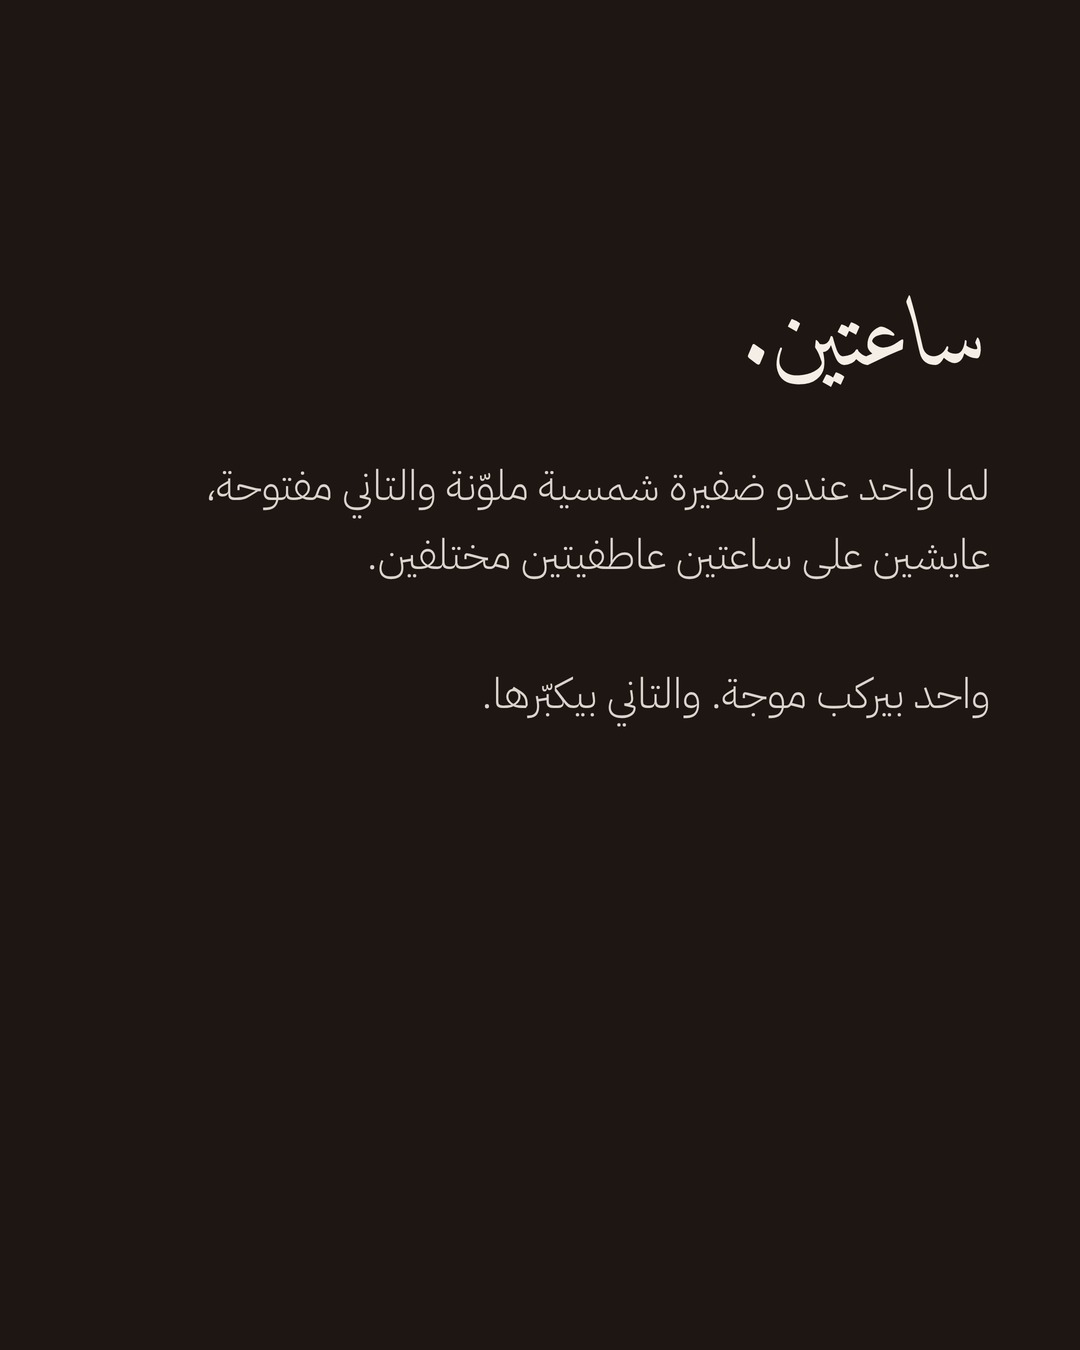 ساعتين.
لما واحد عندو ضفيرة شمسية ملوّنة والتاني مفتوحة،
عايشين على ساعتين عاطفيتين مختلفين.
واحد بيركب موجة. والتاني بيكبّرها.